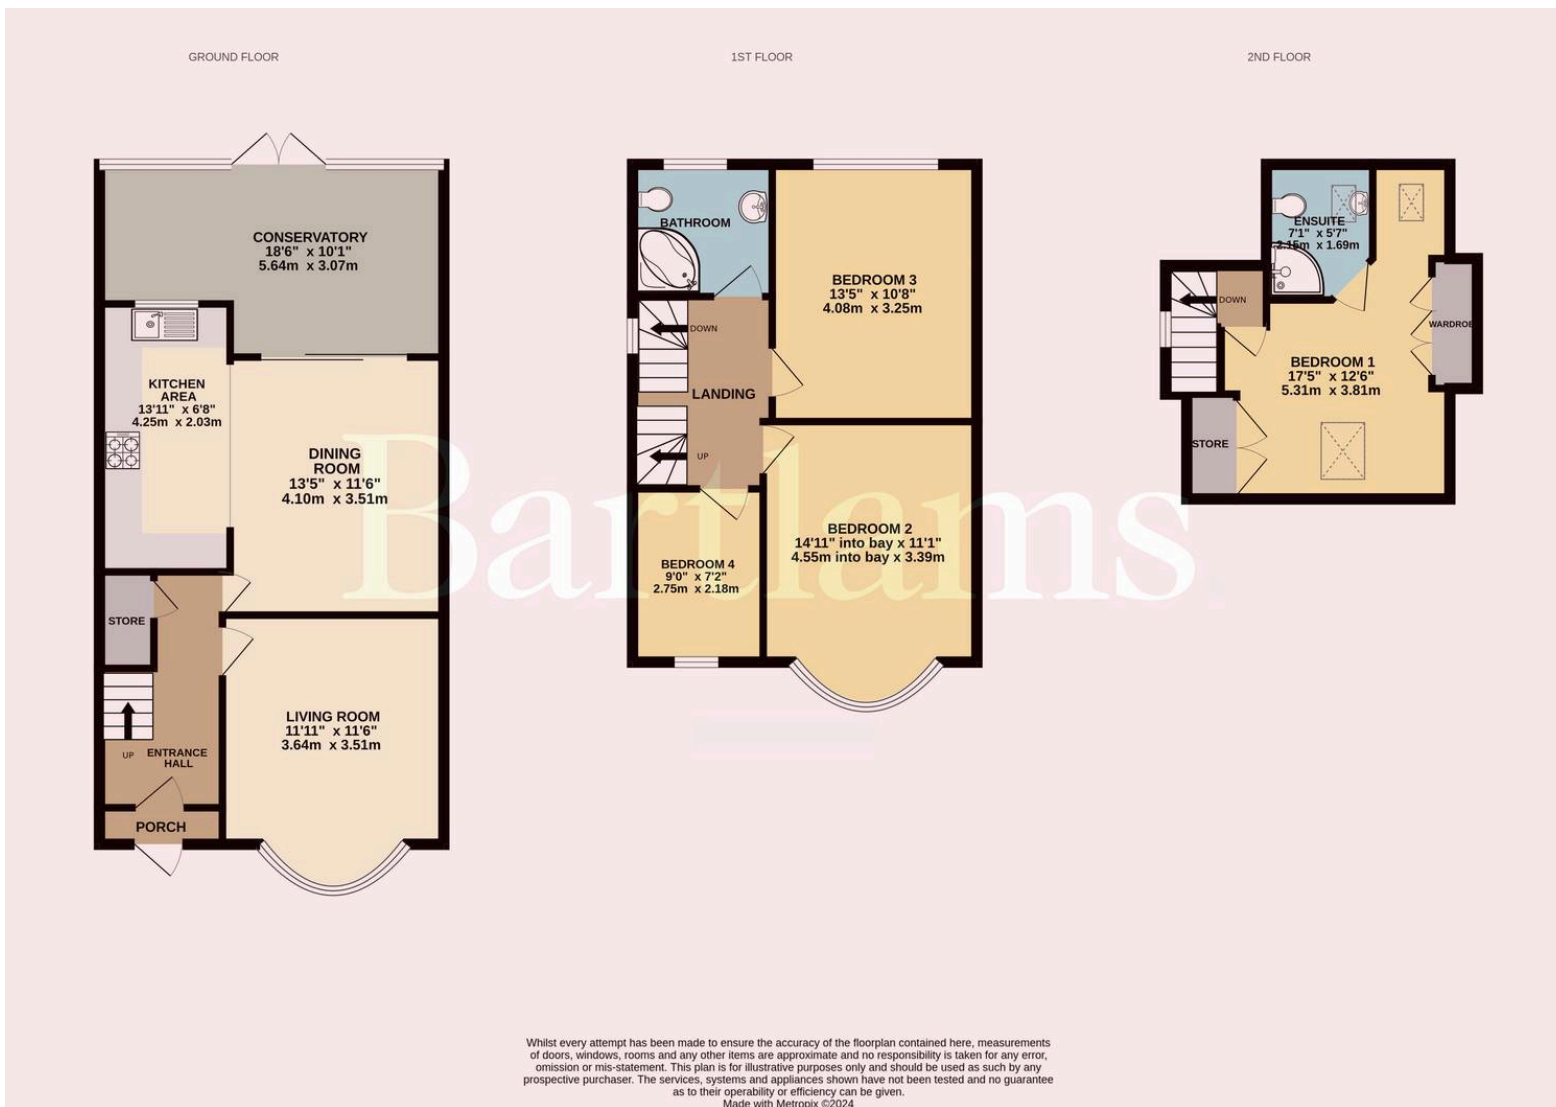 GROUND FLOOR
1ST FLOOR
2ND FLOOR
CONSERVATORY
18'6" x 10'1"
5.64m x 3.07m
KITCHEN
AREA
13'11" x 6'8"
4.25m x 2.03m
DINING
ROOM
13'5" x 11'6"
4.10m x 3.51m
STORE
LIVING ROOM
11'11" x 11'6"
3.64m x 3.51m
UP
ENTRANCE
HALL
PORCH
BATHROOM
BEDROOM 3
13'5" x 10'8"
4.08m x 3.25m
DOWN
LANDING
UP
BEDROOM 2
14'11" into bay x 11'1"
4.55m into bay x 3.39m
BEDROOM 4
9'0" x 7'2"
2.75m x 2.18m
ENSUITE
7'1" x 5'7"
2.15m x 1.69m
DOWN
WARDROBE
BEDROOM 1
17'5" x 12'6"
5.31m x 3.81m
STORE
Bartlams
Whilst every attempt has been made to ensure the accuracy of the floorplan contained here, measurements
of doors, windows, rooms and any other items are approximate and no responsibility is taken for any error,
omission or mis-statement. This plan is for illustrative purposes only and should be used as such by any
prospective purchaser. The services, systems and appliances shown have not been tested and no guarantee
as to their operability or efficiency can be given.
Made with Metropix ©2024